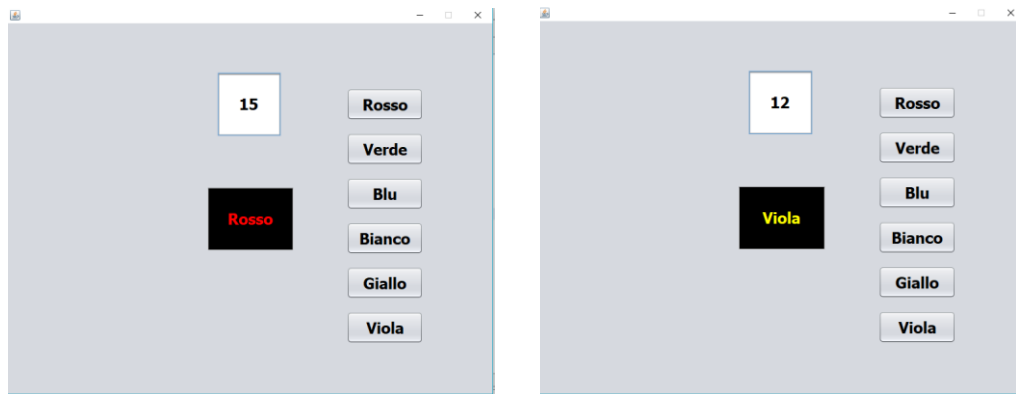 15
Rosso
Verde
Blu
Rosso
Bianco
Giallo
Viola
12
Rosso
Verde
Blu
Viola
Bianco
Giallo
Viola